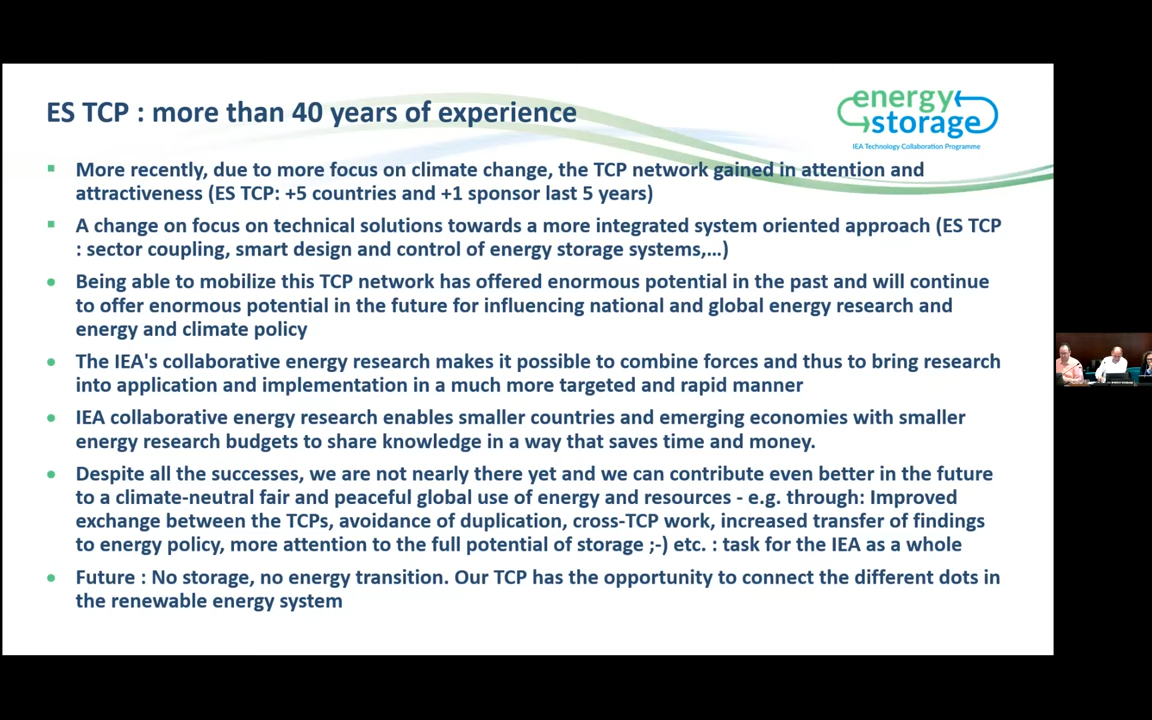 ES TCP : more than 40 years of experience
energy
storage
IEA Technology Collaboration Programme
More recently, due to more focus on climate change, the TCP network gained in attention and
attractiveness (ES TCP: +5 countries and +1 sponsor last 5 years)
A change on focus on technical solutions towards a more integrated system oriented approach (ES TCP
: sector coupling, smart design and control of energy storage systems,...)
Being able to mobilize this TCP network has offered enormous potential in the past and will continue
to offer enormous potential in the future for influencing national and global energy research and
energy and climate policy
The IEA's collaborative energy research makes it possible to combine forces and thus to bring research
into application and implementation in a much more targeted and rapid manner
IEA collaborative energy research enables smaller countries and emerging economies with smaller
energy research budgets to share knowledge in a way that saves time and money.
Despite all the successes, we are not nearly there yet and we can contribute even better in the future
to a climate-neutral fair and peaceful global use of energy and resources - e.g. through: Improved
exchange between the TCPs, avoidance of duplication, cross-TCP work, increased transfer of findings
to energy policy, more attention to the full potential of storage ;-) etc. : task for the IEA as a whole
Future : No storage, no energy transition. Our TCP has the opportunity to connect the different dots in
the renewable energy system